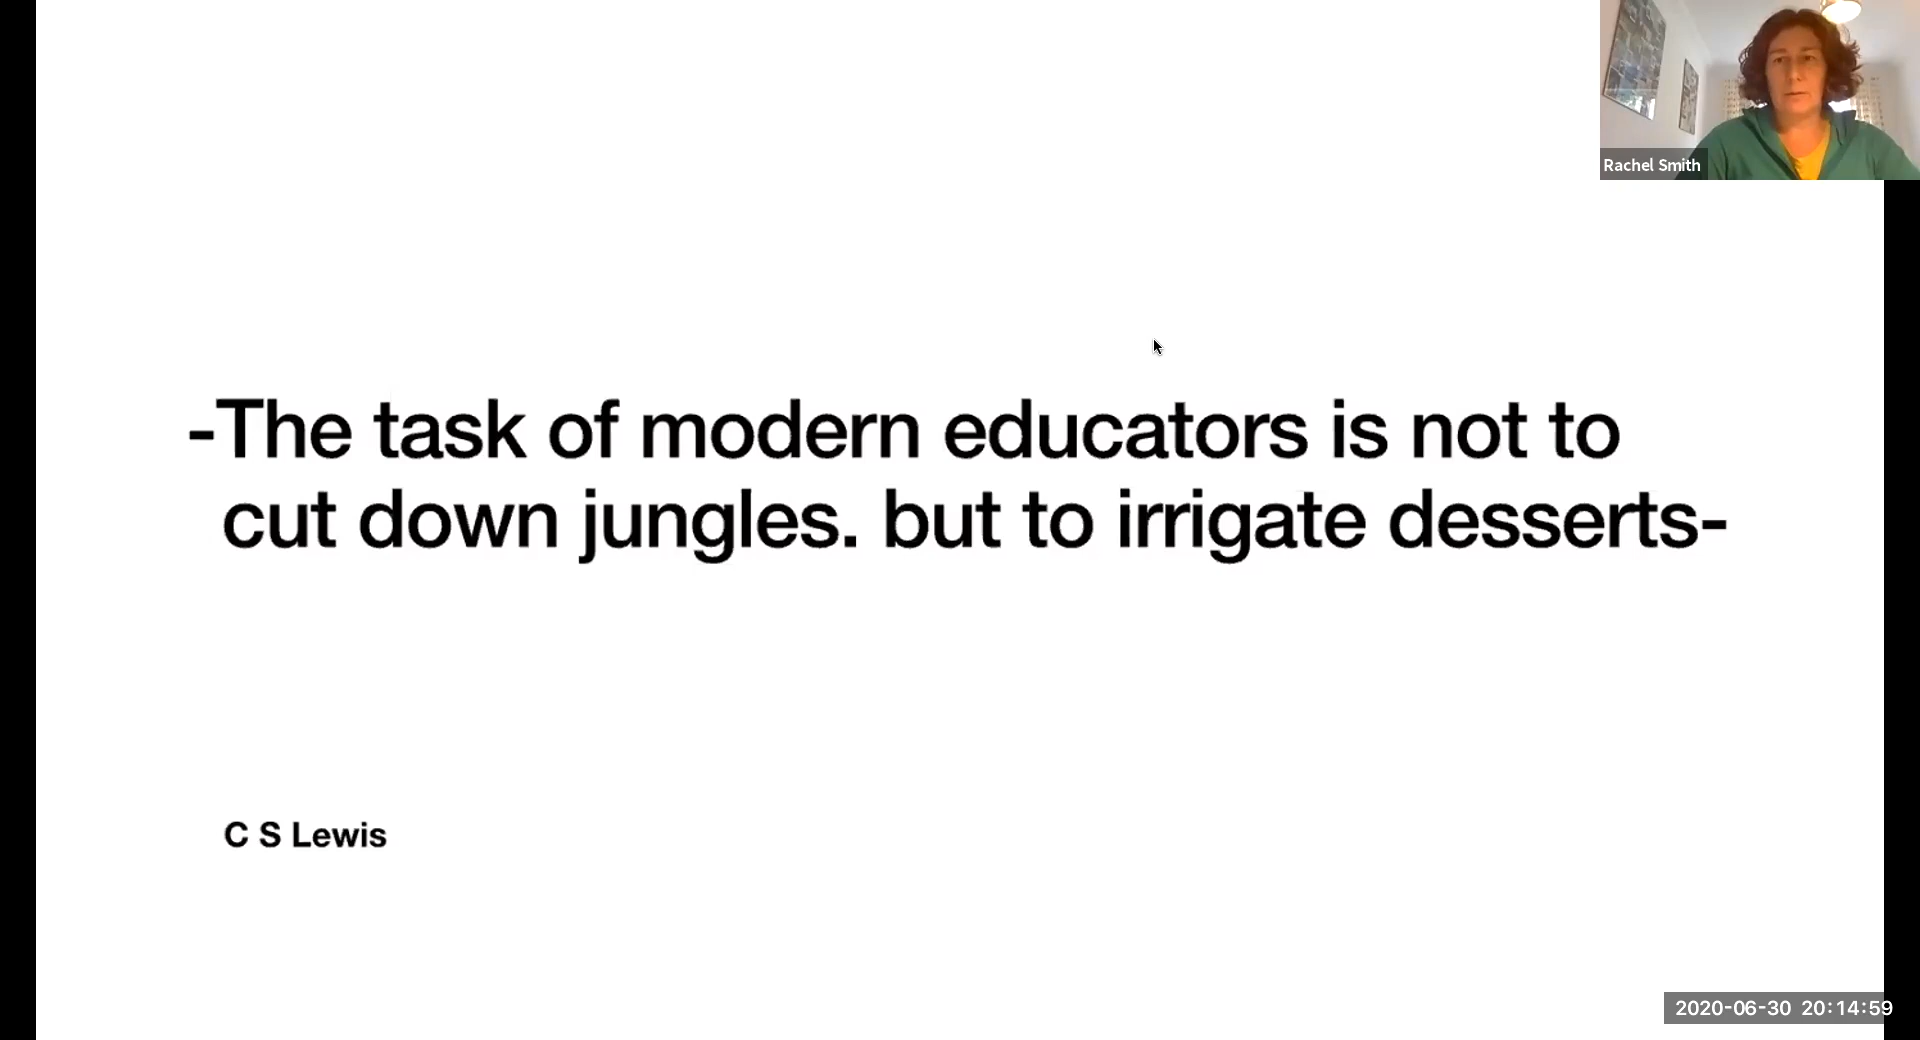 Rachel Smith
-The task of modern educators is not to
cut down jungles. but to irrigate desserts-
C S Lewis
2020-06-30 20:14:59